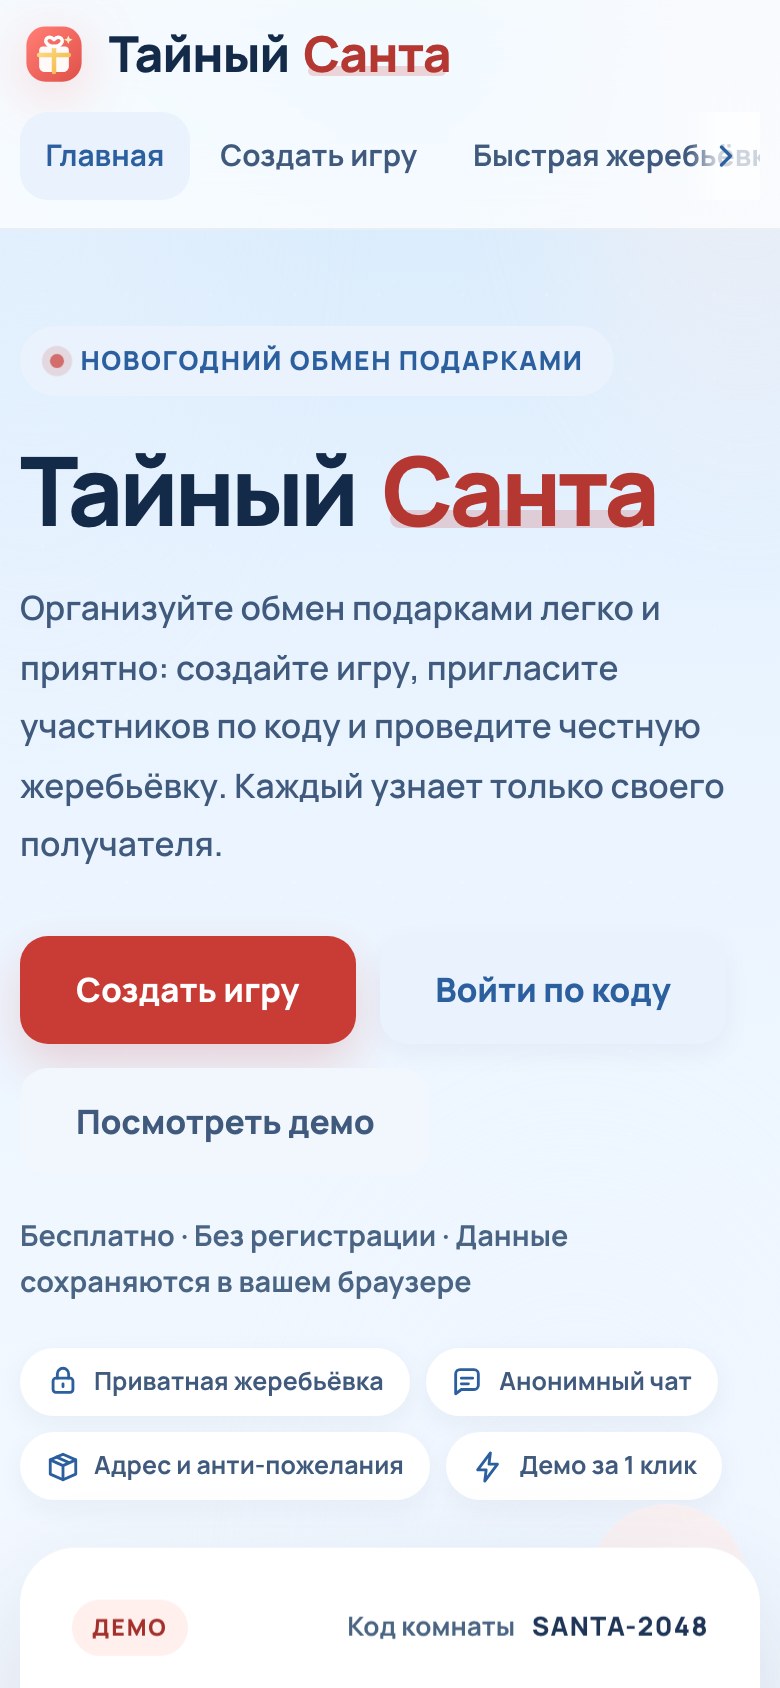 Тайный Санта
Главная Создать игру Быстрая жеребьёвк
НОВОГОДНИЙ ОБМЕН ПОДАРКАМИ
Тайный Санта
Организуйте обмен подарками легко и
приятно: создайте игру, пригласите
участников по коду и проведите честную
жеребьёвку. Каждый узнает только своего
получателя.
Создать игру Войти по коду
Посмотреть демо
Бесплатно · Без регистрации · Данные
сохраняются в вашем браузере
Приватная жеребьёвка Анонимный чат
Адрес и анти-пожелания Демо за 1 клик
ДЕМО Код комнаты SANTA-2048